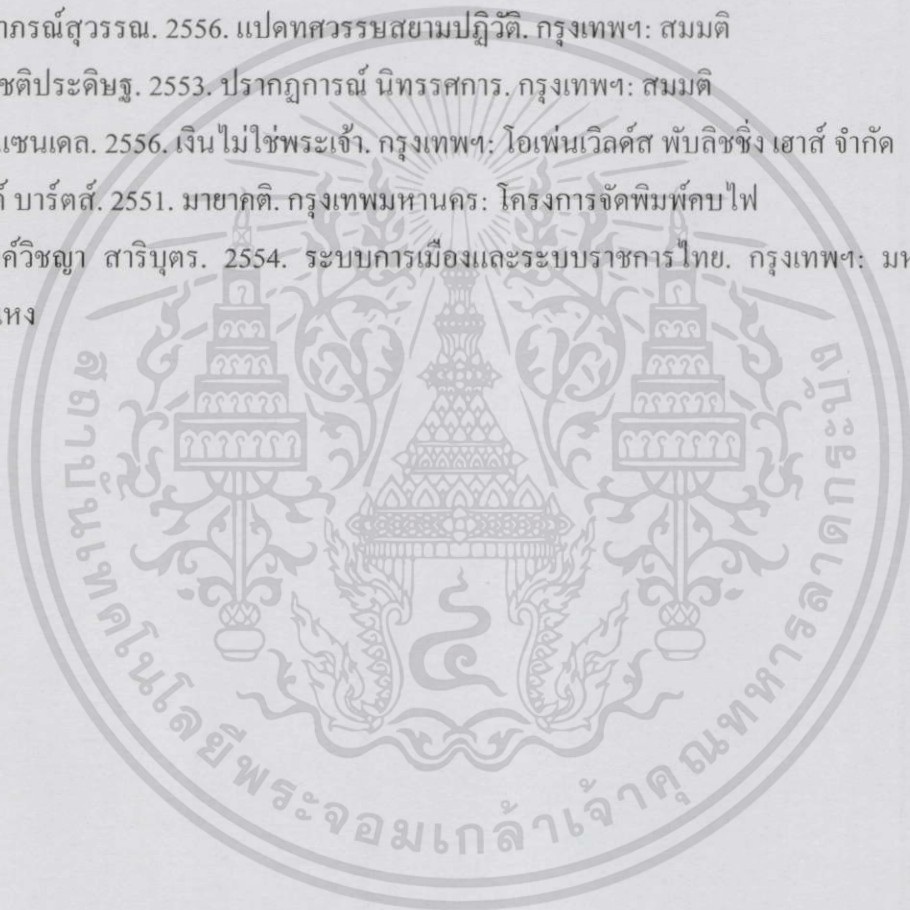 าภรณ์สุวรรณ. 2556. แปดทศวรรษสยามปฏิวัติ. กรุงเทพฯ: สมมติ
ชติประดิษฐ. 2553. ปรากฏการณ์ นิทรรศการ. กรุงเทพฯ: สมมติ
แซนเดล. 2556. เงินไม่ใช่พระเจ้า. กรุงเทพฯ: โอเพ่นเวิลด์ส พับลิชชิ่ง เฮาส์ จำกัด
์ บาร์ตส์. 2551. มายาคติ. กรุงเทพมหานคร: โครงการจัดพิมพ์คบไฟ
ค์วิชญา สาริบุตร. 2554. ระบบการเมืองและระบบราชการไทย. กรุงเทพฯ: มห
แหง
สถาบันเทคโนโลยีพระจอมเกล้าเจ้าคุณทหารลาดกระบัง
๔